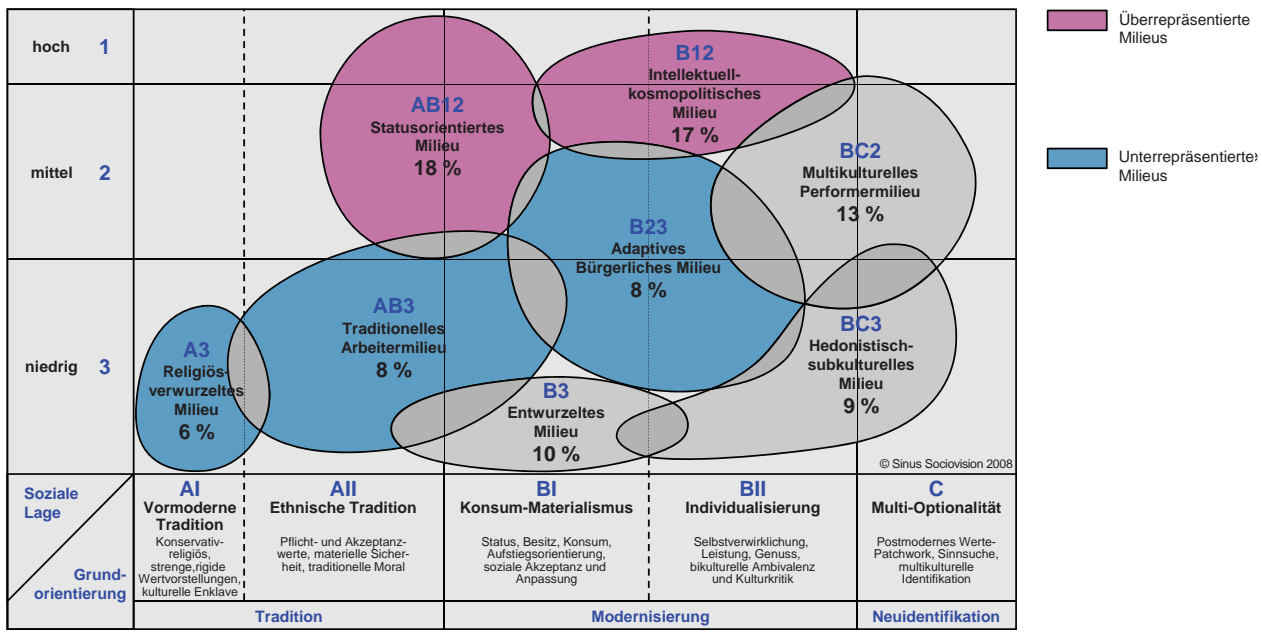 hoch 1
mittel 2
niedrig 3
AB12
Statusorientiertes
Milieu
18 %
B12
Intellektuell-
kosmopolitisches
Milieu
17 %
BC2
Multikulturelles
Performermilieu
13 %
B23
Adaptives
Bürgerliches Milieu
8 %
AB3
Traditionelles
Arbeitermilieu
8 %
A3
Religiös-
verwurzeltes
Milieu
6 %
B3
Entwurzeltes
Milieu
10 %
BC3
Hedonistisch-
subkulturelles
Milieu
9 %
© Sinus Sociovision 2008
Soziale
Lage
Grund-
orientierung
AI
Vormoderne
Tradition
Konservativ-
religiös,
strenge,rigide
Wertvorstellungen,
kulturelle Enklave
AII
Ethnische Tradition
Pflicht- und Akzeptanz-
werte, materielle Sicher-
heit, traditionelle Moral
BI
Konsum-Materialismus
Status, Besitz, Konsum,
Aufstiegsorientierung,
soziale Akzeptanz und
Anpassung
BII
Individualisierung
Selbstverwirklichung,
Leistung, Genuss,
bikulturelle Ambivalenz
und Kulturkritik
C
Multi-Optionalität
Postmodernes Werte-
Patchwork, Sinnsuche,
multikulturelle
Identifikation
Tradition
Modernisierung
Neuidentifikation
Überrepräsentierte
Milieus
Unterrepräsentierte
Milieus